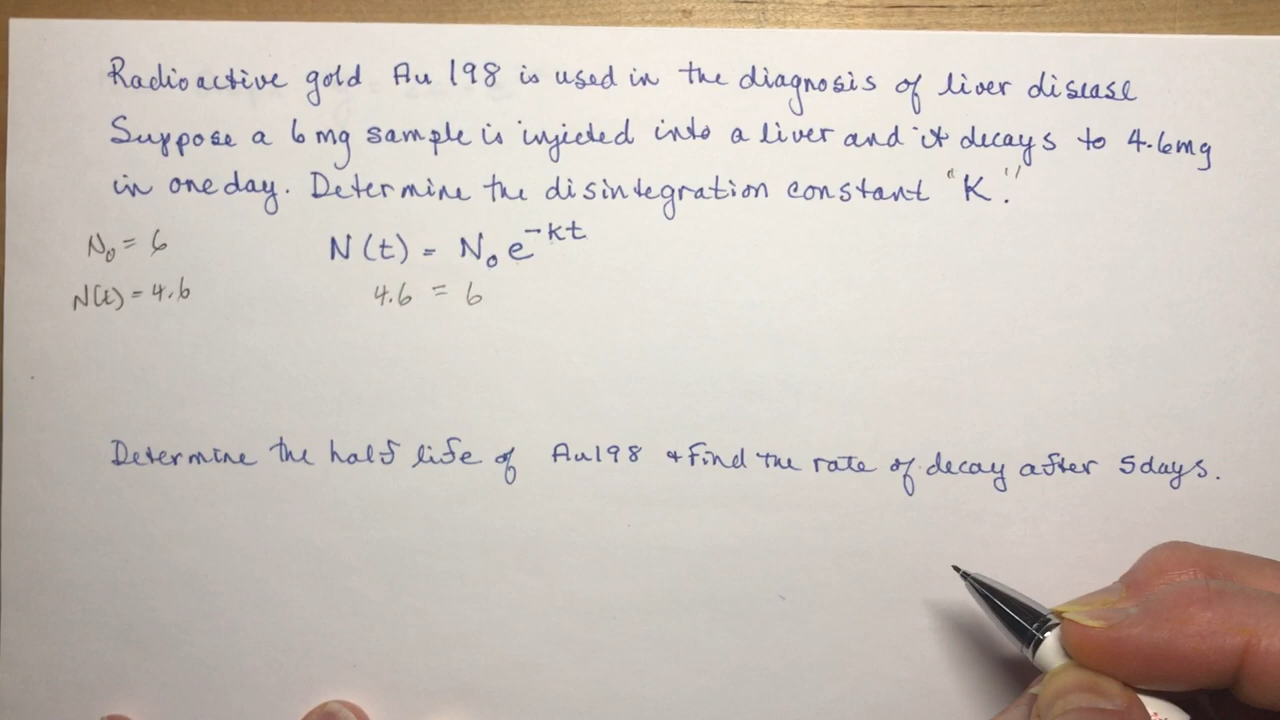 Radioactive gold Au 198 is used in the diagnosis of liver disease
Suppose a 6 mg sample is injected into a liver and it decays to 4.6mg
in one day. Determine the disintegration constant "K."
N₀ = 6
N(t) = N₀e^-kt
N(t) = 4.6
4.6 = 6
Determine the half life of Au198 + find the rate of decay after 5days.